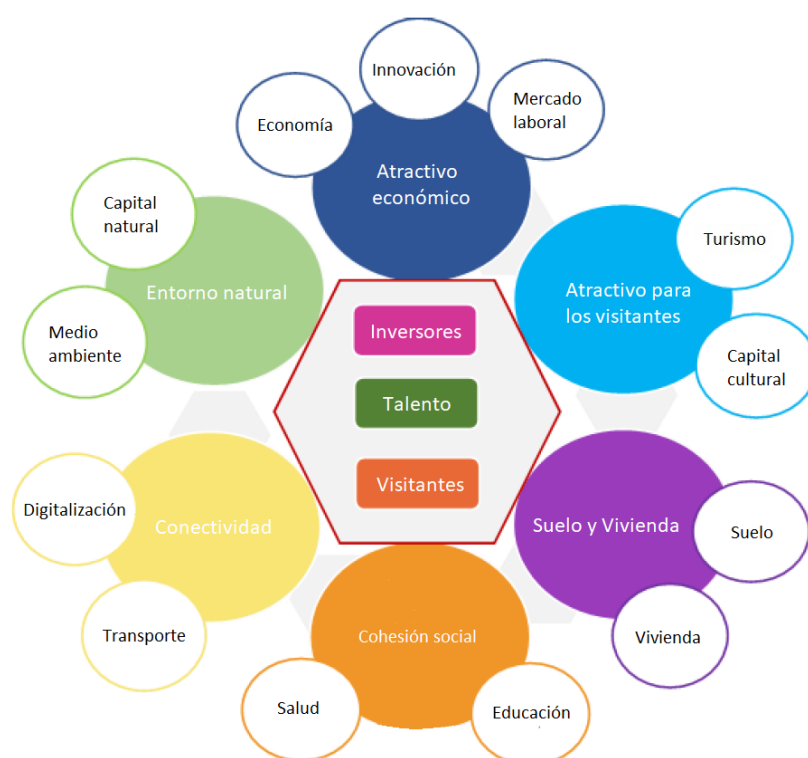 Innovación
Economía
Mercado
laboral
Atractivo
económico
Capital
natural
Entorno natural
Medio
ambiente
Turismo
Atractivo para
los visitantes
Capital
cultural
Inversores
Talento
Visitantes
Digitalización
Conectividad
Transporte
Suelo y Vivienda
Suelo
Vivienda
Cohesión social
Salud
Educación